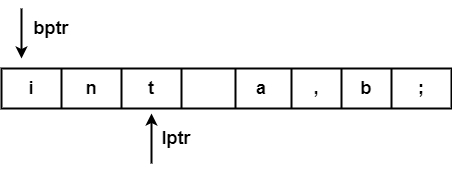 bptr
i n t a , b ;
lptr